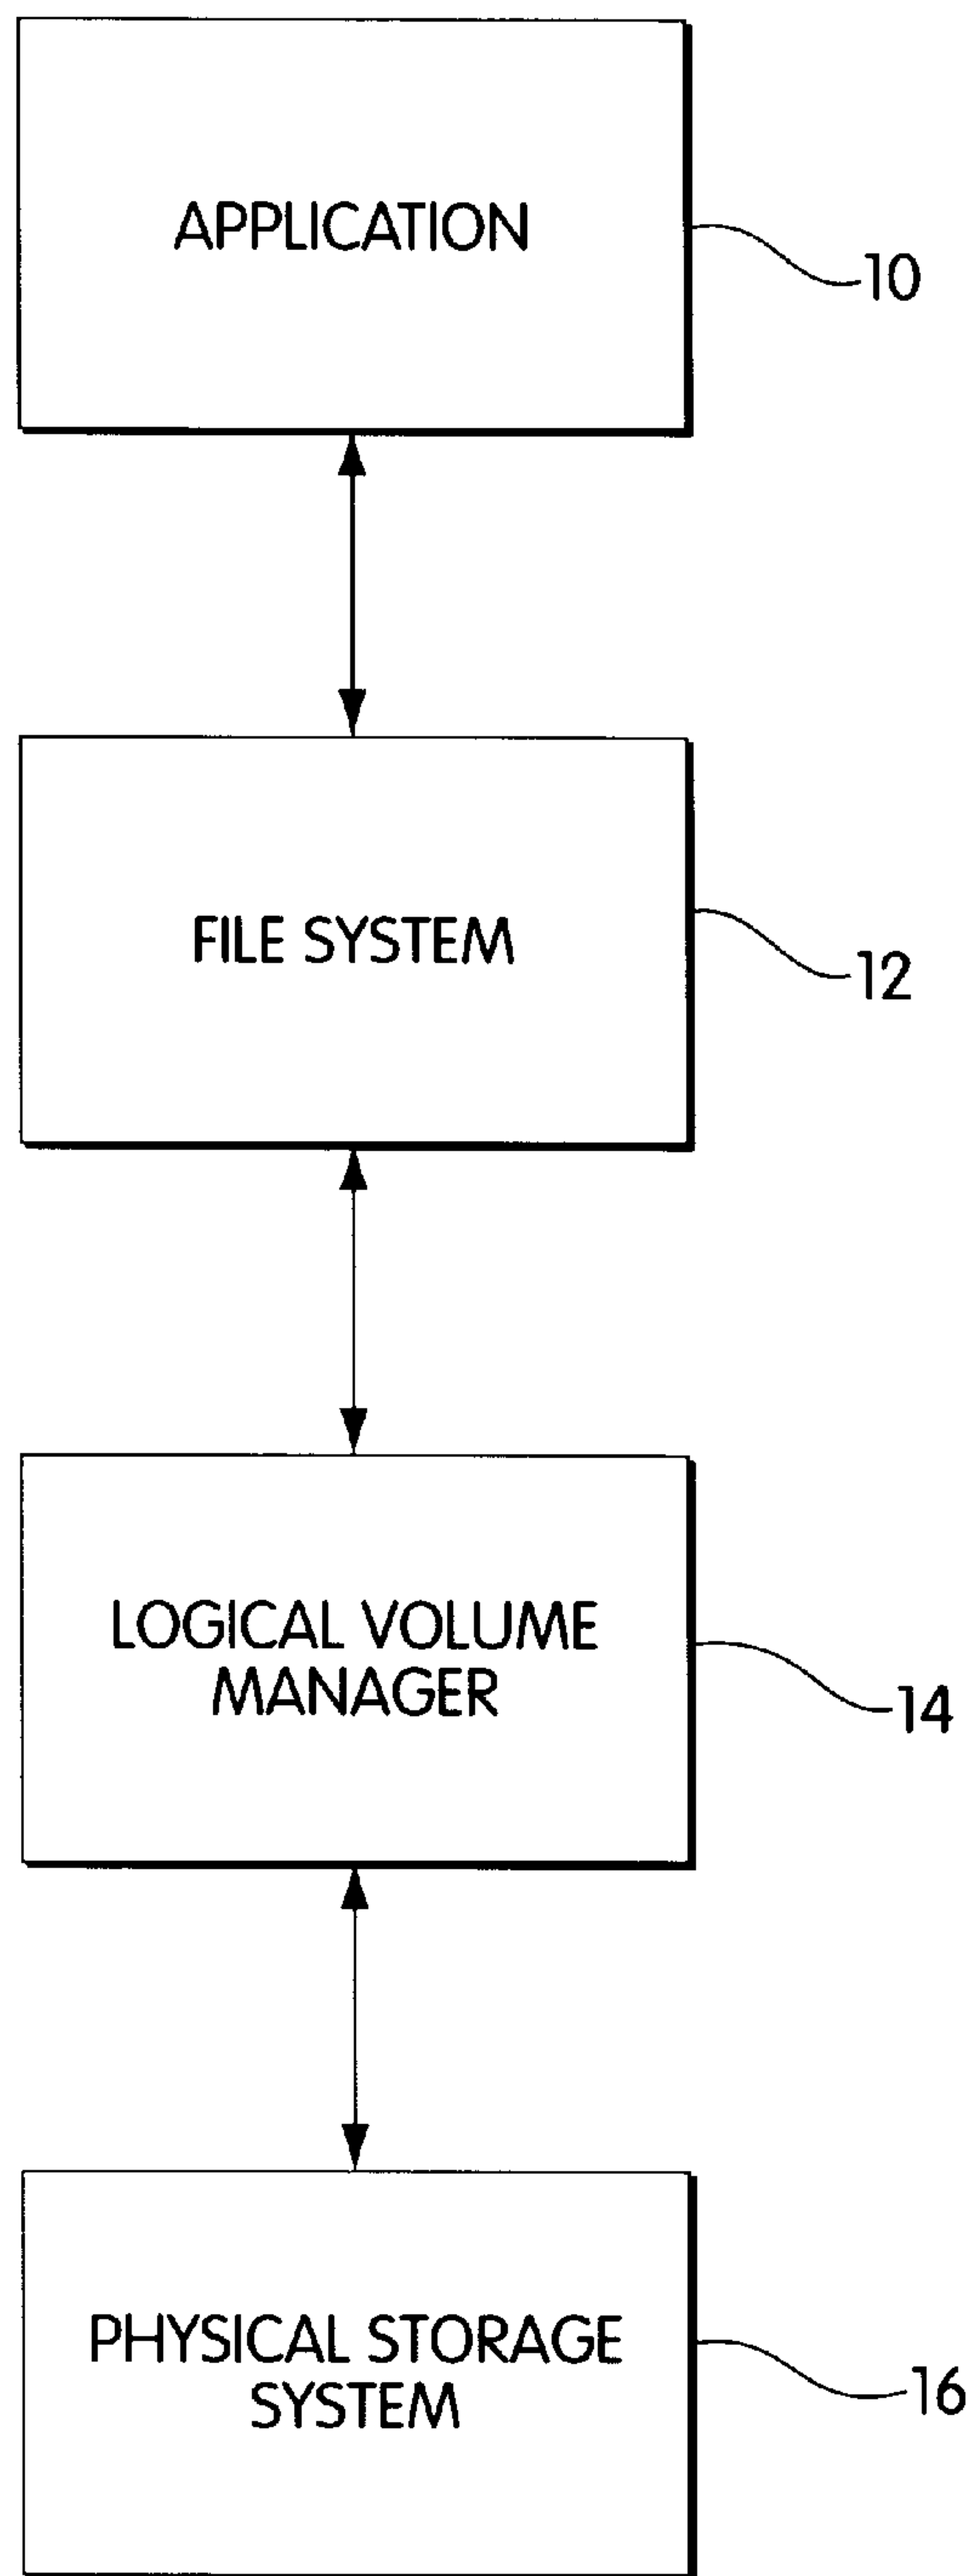 APPLICATION
10
FILE SYSTEM
12
LOGICAL VOLUME
MANAGER
14
PHYSICAL STORAGE
SYSTEM
16